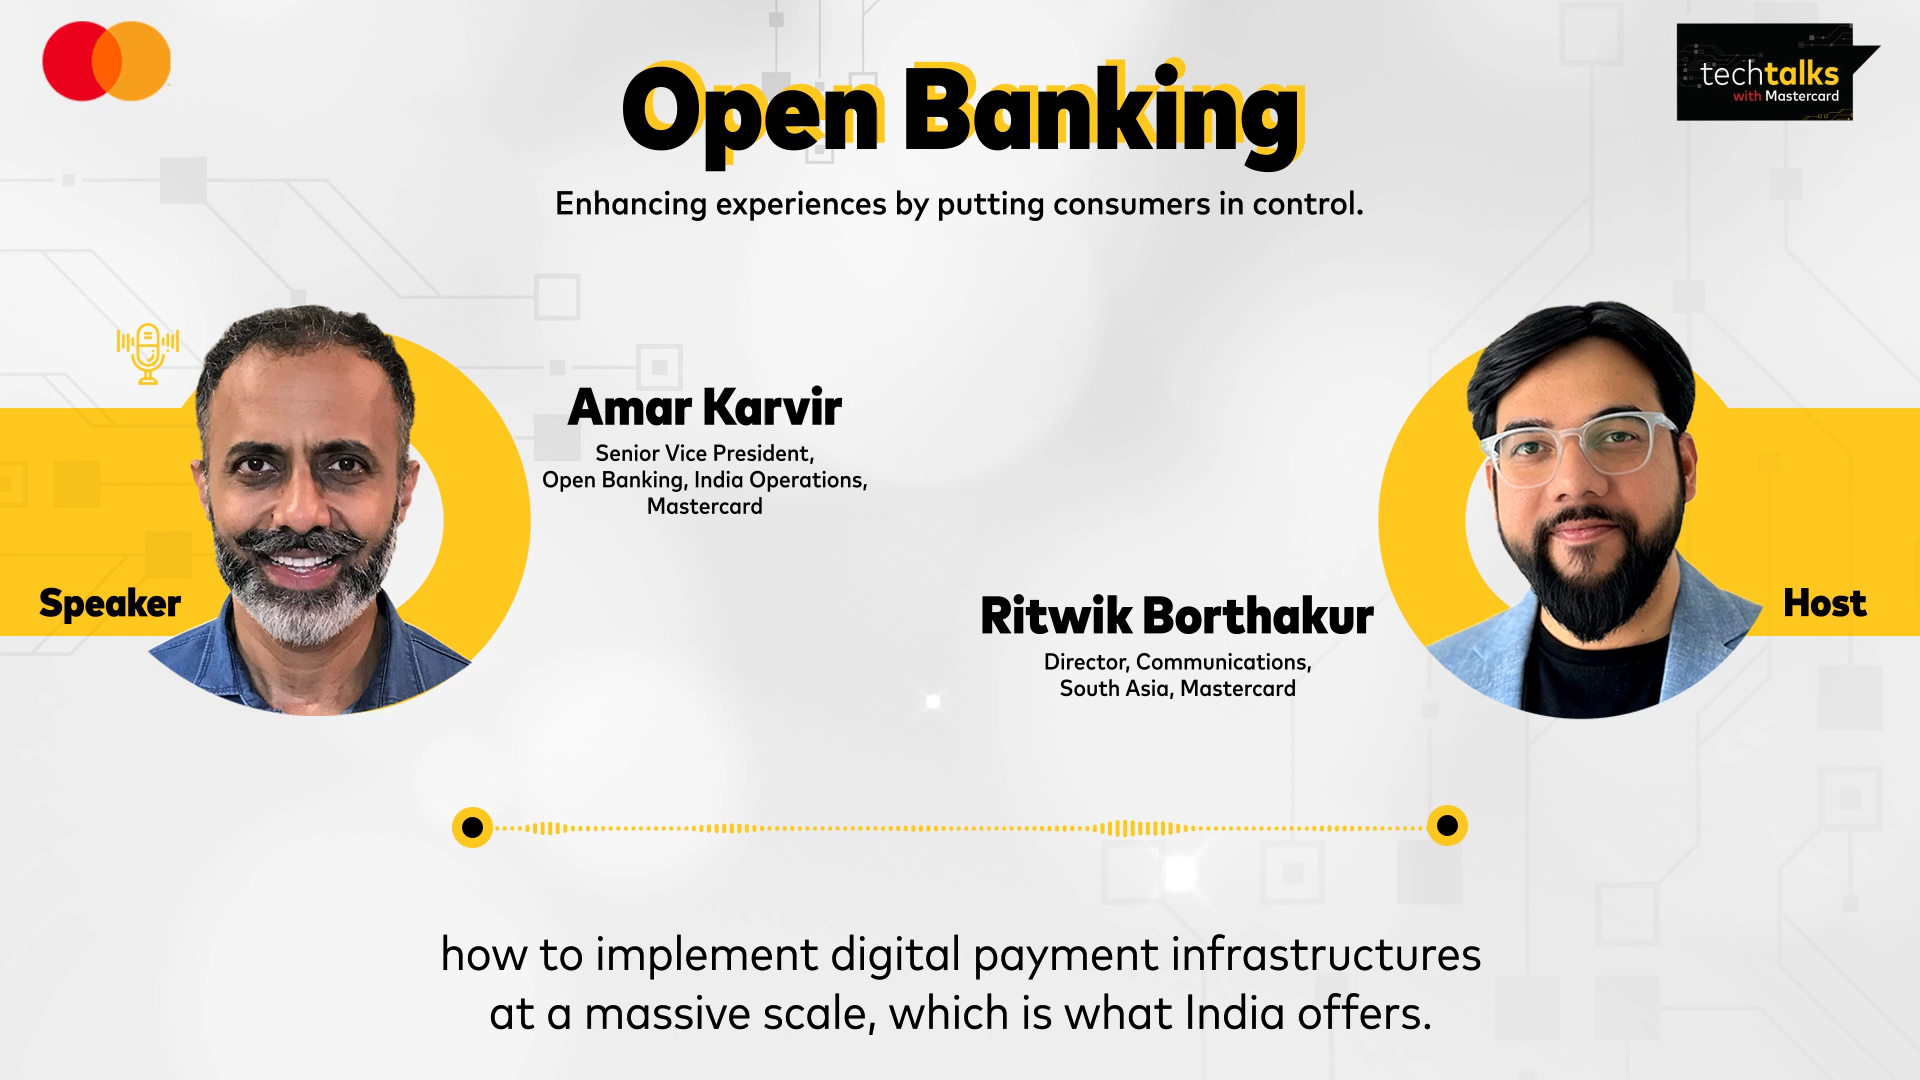 Open Banking
Enhancing experiences by putting consumers in control.
techtalks
with Mastercard
Amar Karvir
Senior Vice President,
Open Banking, India Operations,
Mastercard
Speaker
Ritwik Borthakur
Director, Communications,
South Asia, Mastercard
Host
how to implement digital payment infrastructures
at a massive scale, which is what India offers.